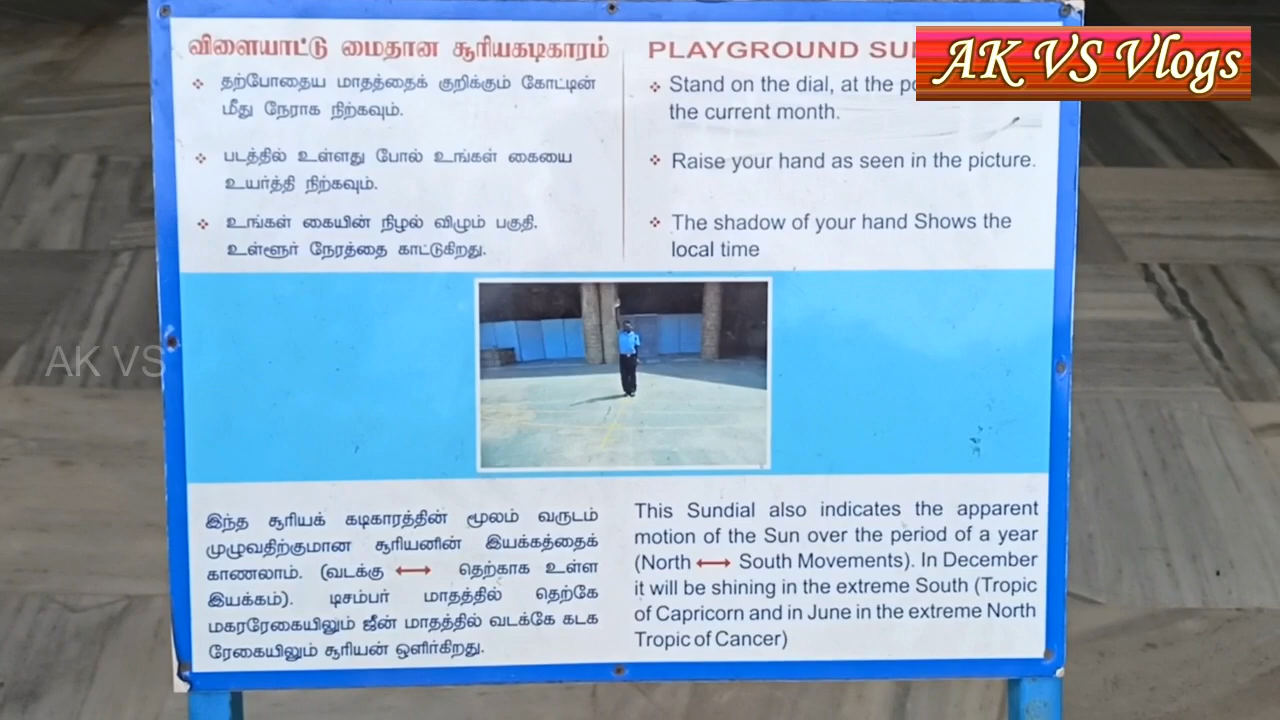 விளையாட்டு மைதான சூரியகடிகாரம்
தற்போதைய மாதத்தைக் குறிக்கும் கோட்டின்
மீது நேராக நிற்கவும்.
படத்தில் உள்ளது போல் உங்கள் கையை
உயர்த்தி நிற்கவும்.
உங்கள் கையின் நிழல் விழும் பகுதி.
உள்ளூர் நேரத்தை காட்டுகிறது.
PLAYGROUND
AK VS Vlogs
Stand on the dial, at the
the current month.
Raise your hand as seen in the picture.
The shadow of your hand Shows the
local time
AK VS
இந்த சூரியக் கடிகாரத்தின் மூலம் வருடம்
முழுவதிற்குமான சூரியனின் இயக்கத்தைக்
காணலாம். (வடக்கு ⟷ தெற்காக உள்ள
இயக்கம்). டிசம்பர் மாதத்தில் தெற்கே
மகரரேகையிலும் ஜீன் மாதத்தில் வடக்கே கடக
ரேகையிலும் சூரியன் ஒளிர்கிறது.
This Sundial also indicates the apparent
motion of the Sun over the period of a year
(North ⟷ South Movements). In December
it will be shining in the extreme South (Tropic
of Capricorn and in June in the extreme North
Tropic of Cancer)